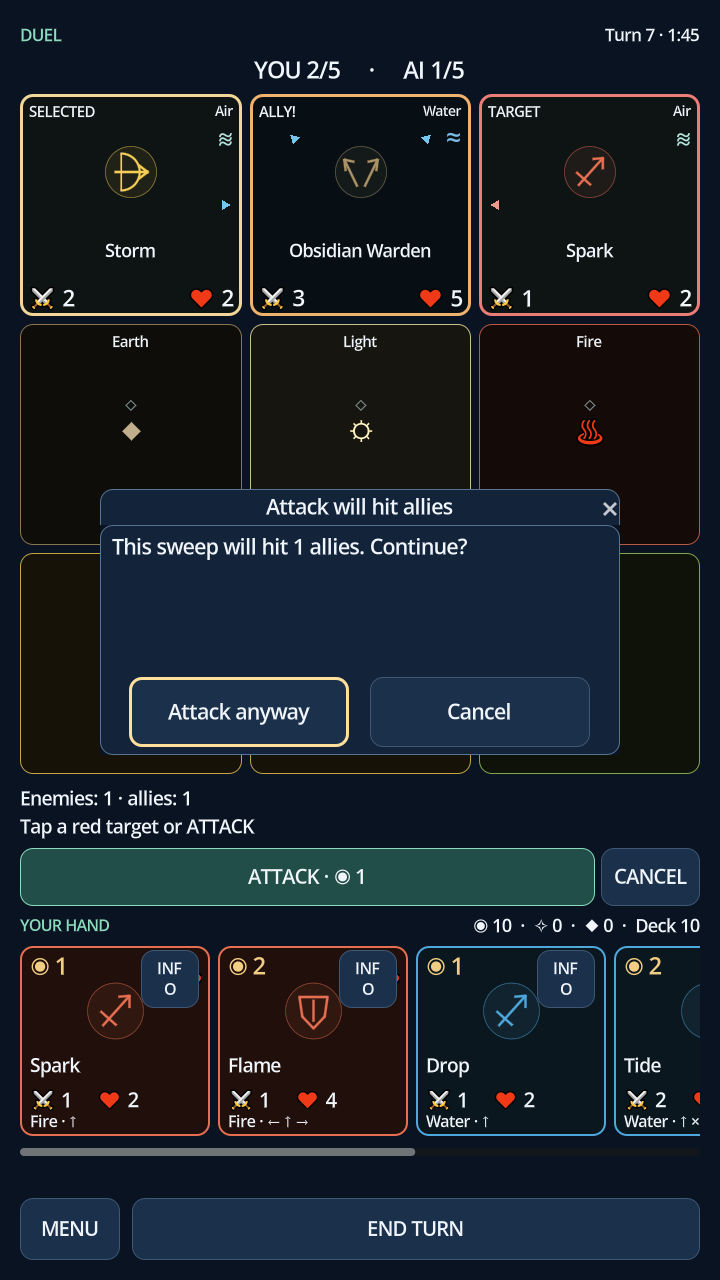 DUEL
Turn 7 · 1:45
YOU 2/5 · AI 1/5
SELECTED Air
Storm
2 2
ALLY! Water
Obsidian Warden
3 5
TARGET Air
Spark
1 2
Earth
Light
Fire
Attack will hit allies ×
This sweep will hit 1 allies. Continue?
Attack anyway
Cancel
Enemies: 1 · allies: 1
Tap a red target or ATTACK
ATTACK · ◉ 1
CANCEL
YOUR HAND
◉ 10 · ✧ 0 · ◆ 0 · Deck 10
◉ 1
INF
O
Spark
1 2
Fire · ↑
◉ 2
INF
O
Flame
1 4
Fire · ← ↑ →
◉ 1
INF
O
Drop
1 2
Water · ↑
◉ 2
Tide
2
Water · ↑ ×
MENU
END TURN